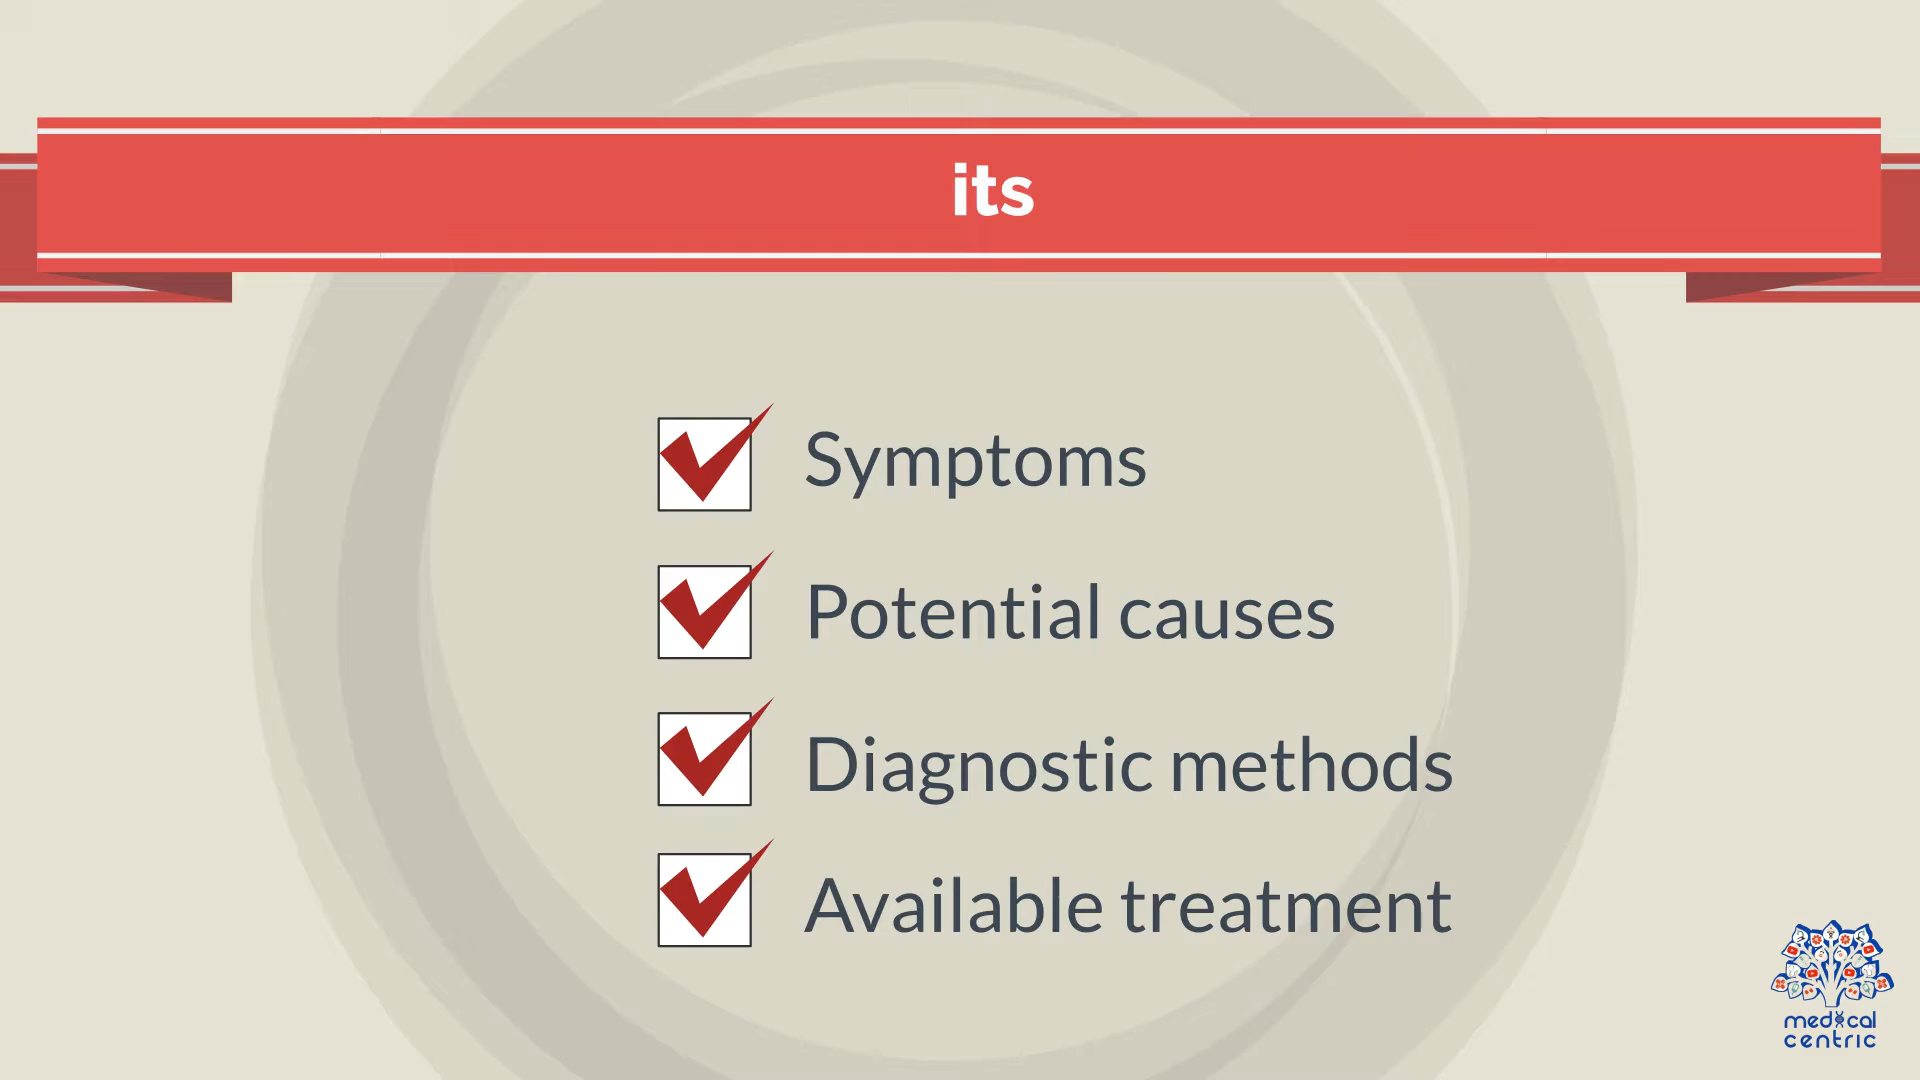 its
Symptoms
Potential causes
Diagnostic methods
Available treatment
medical
centric